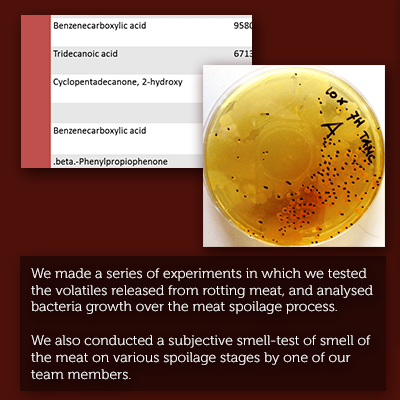 Benzenecarboxylic acid 9580
Tridecanoic acid 6713
Cyclopentadecanone, 2-hydroxy
Benzenecarboxylic acid
.beta.-Phenylpropiophenone
LOX 7H TANC
A
We made a series of experiments in which we tested
the volatiles released from rotting meat, and analysed
bacteria growth over the meat spoilage process.
We also conducted a subjective smell-test of smell of
the meat on various spoilage stages by one of our
team members.